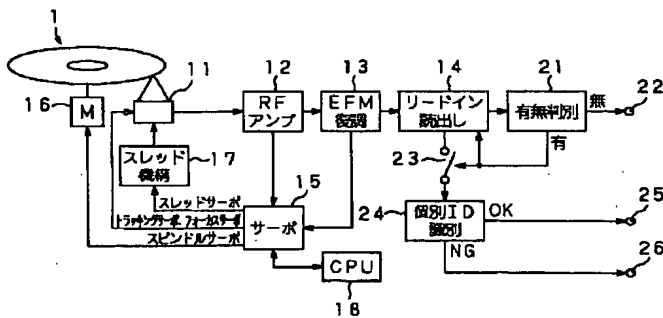 1
11
12
13
14
21
RF
アンプ
EFM
復調
リードイン
読出し
有無判別
無
22
有
16
M
スレッド
機構
17
23
15
スレッドサーボ
トラッキングサーボ フォーカスサーボ
スピンドルサーボ
サーボ
24
個別ID
識別
OK
25
NG
26
CPU
18